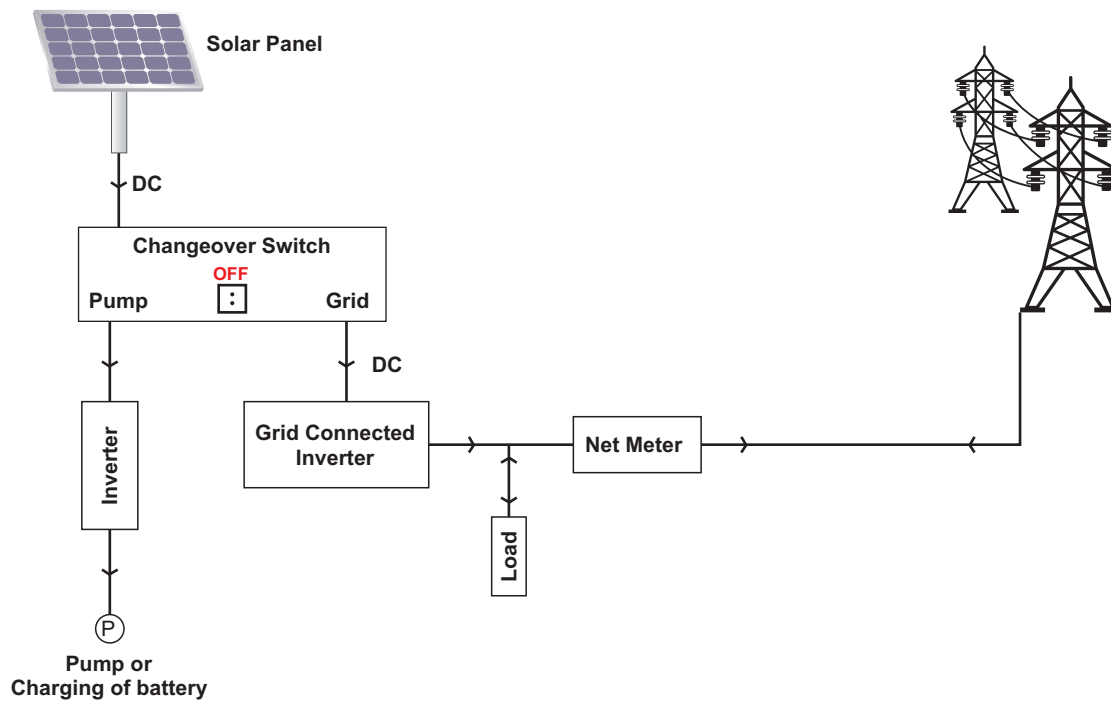 Solar Panel
DC
Changeover Switch
OFF
Pump
:
Grid
DC
Grid Connected
Inverter
Net Meter
Inverter
Load
P
Pump or
Charging of battery